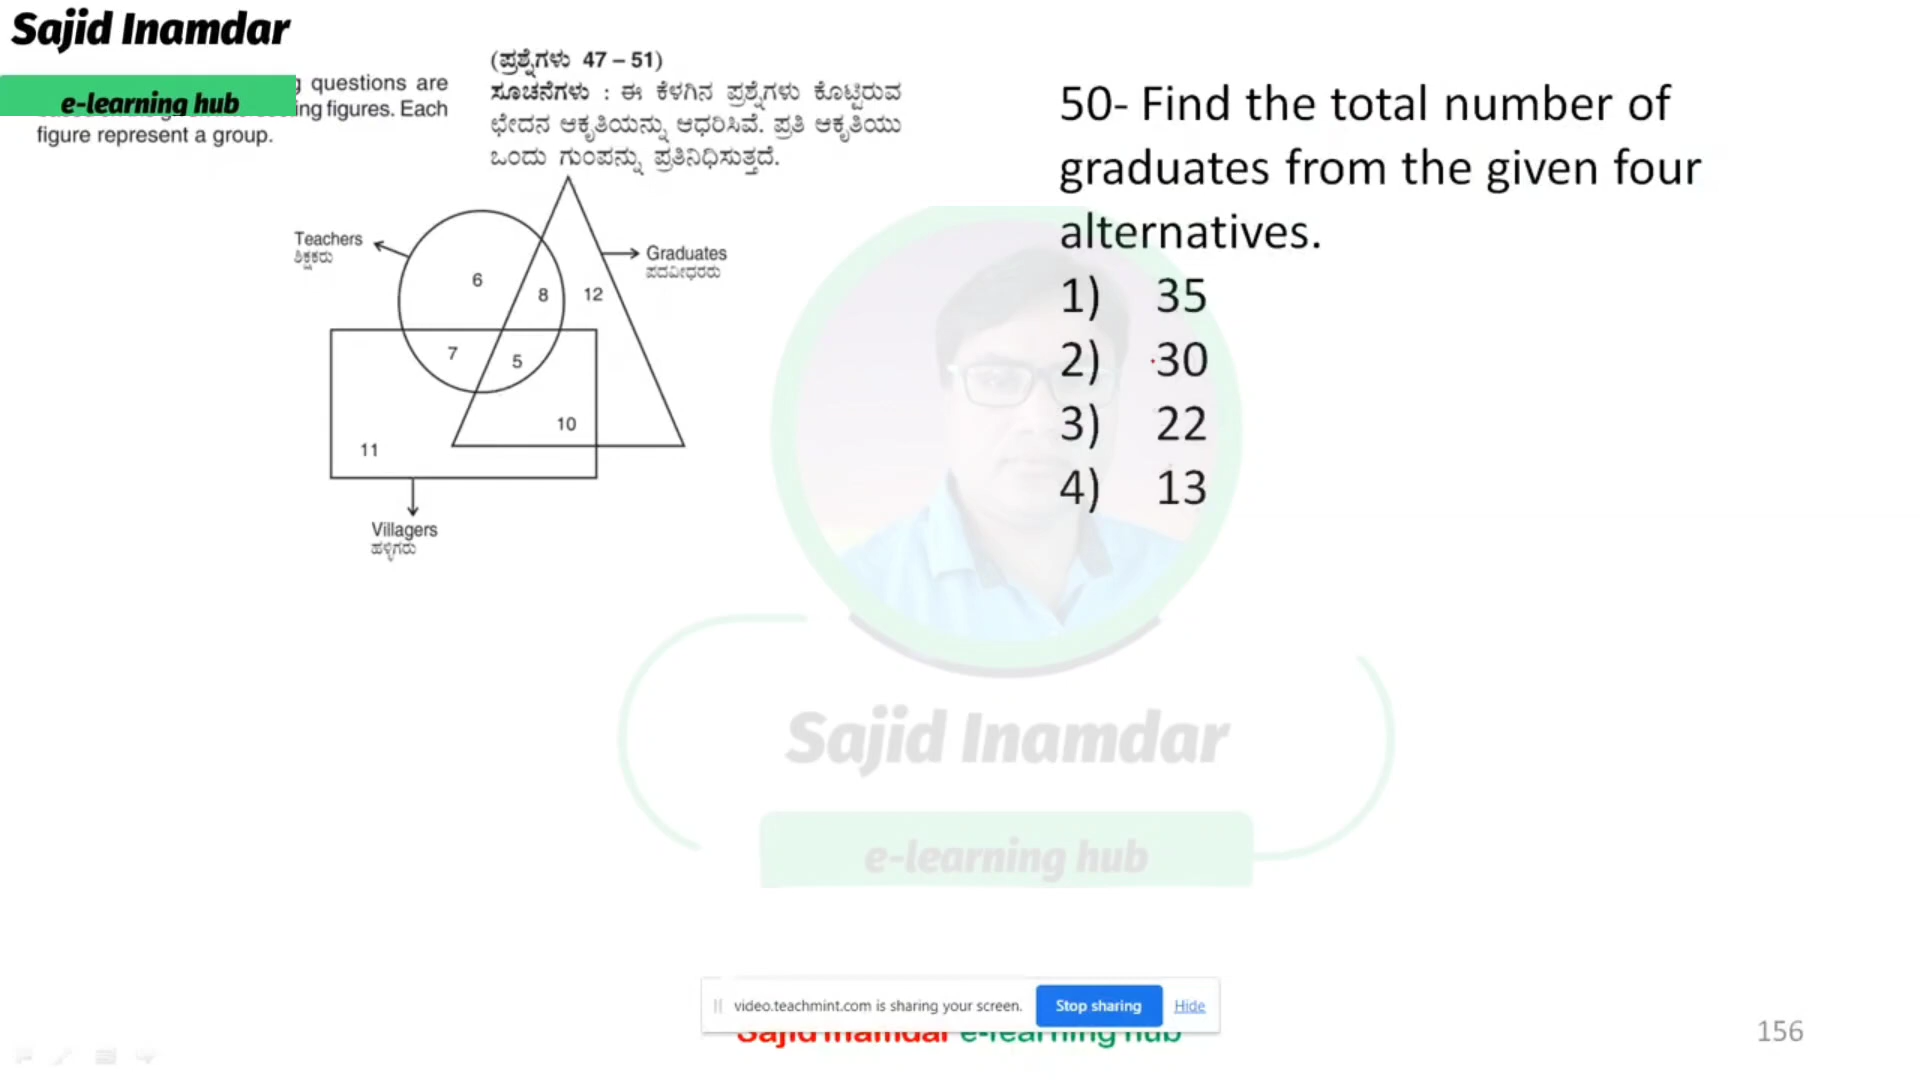 Sajid Inamdar
e-learning hub
questions are
ing figures. Each
figure represent a group.
(ಪ್ರಶ್ನೆಗಳು 47 – 51)
ಸೂಚನೆಗಳು : ಈ ಕೆಳಗಿನ ಪ್ರಶ್ನೆಗಳು ಕೊಟ್ಟಿರುವ
ಛೇದನ ಆಕೃತಿಯನ್ನು ಆಧರಿಸಿವೆ. ಪ್ರತಿ ಆಕೃತಿಯು
ಒಂದು ಗುಂಪನ್ನು ಪ್ರತಿನಿಧಿಸುತ್ತದೆ.
Teachers
ಶಿಕ್ಷಕರು
Graduates
ಪದವೀಧರರು
6
8
12
7
5
10
11
Villagers
ಹಳ್ಳಿಗರು
50- Find the total number of
graduates from the given four
alternatives.
1) 35
2) 30
3) 22
4) 13
Sajid Inamdar
e-learning hub
video.teachmint.com is sharing your screen. Stop sharing Hide
Sajid Inamdar e-learning hub
156